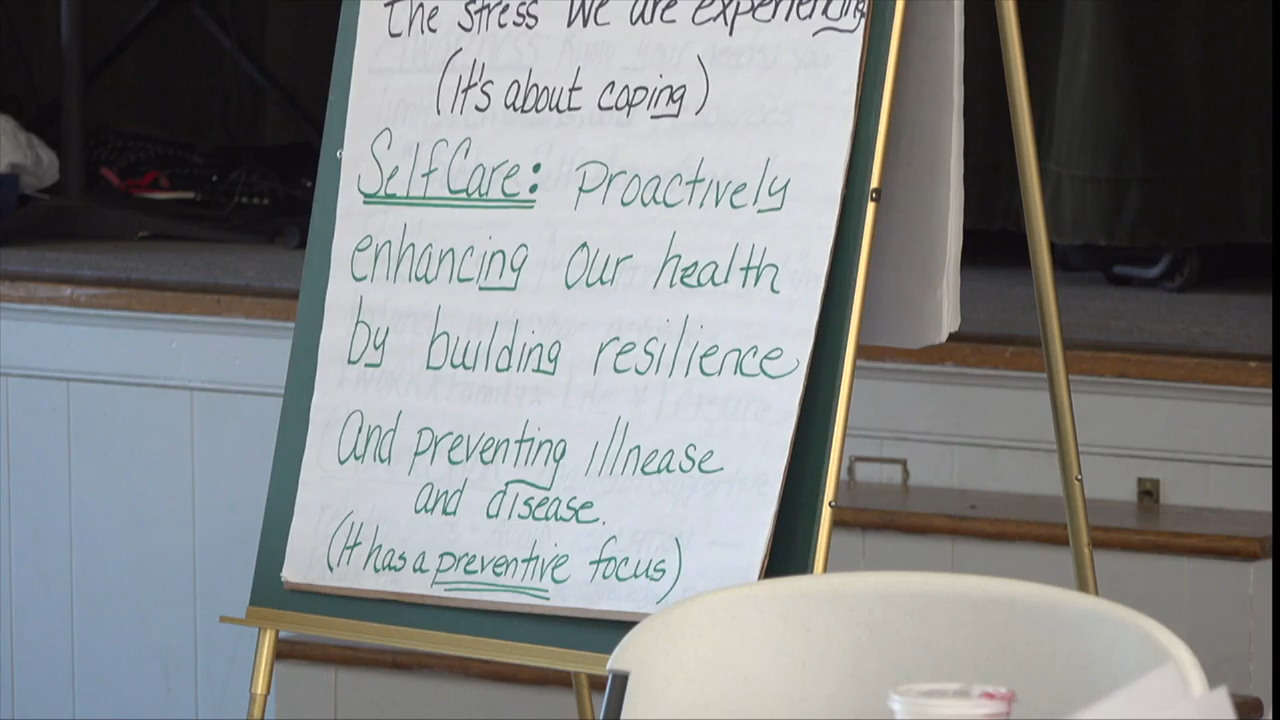 the stress we are experiencing
(it's about coping)
Self Care: Proactively
enhancing our health
by building resilience
and preventing illnease
and disease.
(It has a preventive focus)